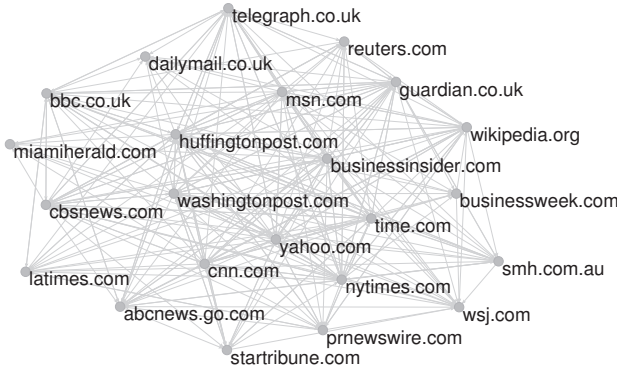 telegraph.co.uk
reuters.com
dailymail.co.uk
guardian.co.uk
bbc.co.uk
msn.com
wikipedia.org
huffingtonpost.com
miamiherald.com
businessinsider.com
washingtonpost.com
businessweek.com
cbsnews.com
time.com
yahoo.com
cnn.com
smh.com.au
latimes.com
nytimes.com
abcnews.go.com
wsj.com
prnewswire.com
startribune.com